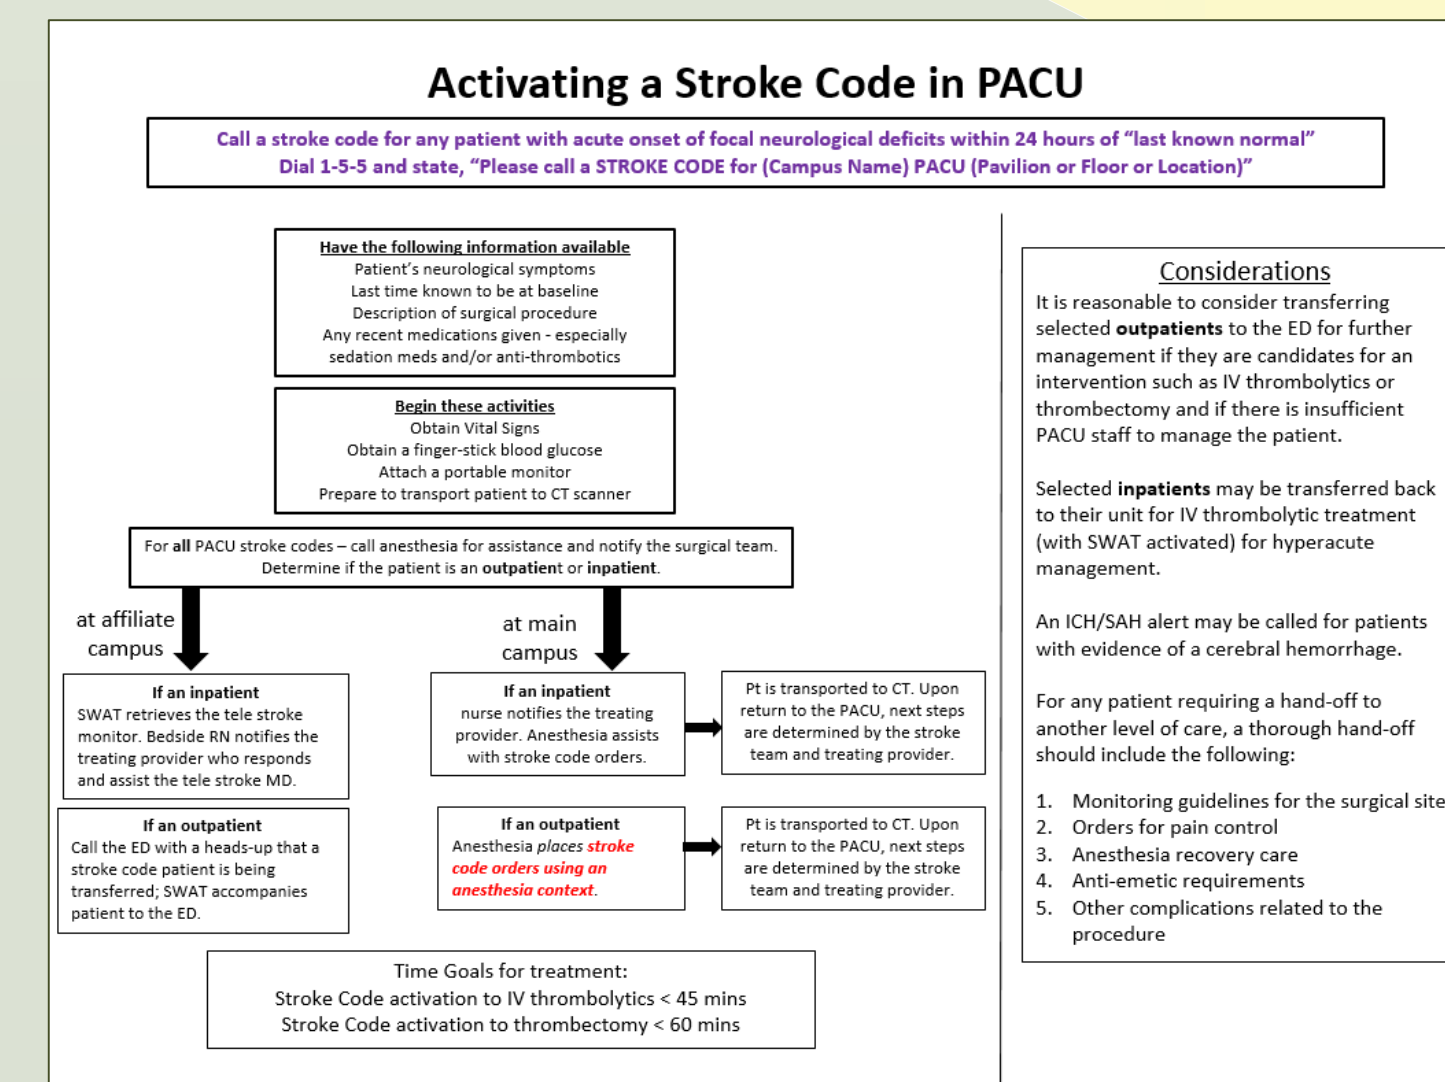 Activating a Stroke Code in PACU
Call a stroke code for any patient with acute onset of focal neurological deficits within 24 hours of “last known normal”
Dial 1-5-5 and state, “Please call a STROKE CODE for (Campus Name) PACU (Pavilion or Floor or Location)”
Have the following information available
Patient’s neurological symptoms
Last time known to be at baseline
Description of surgical procedure
Any recent medications given - especially
sedation meds and/or anti-thrombotics
Begin these activities
Obtain Vital Signs
Obtain a finger-stick blood glucose
Attach a portable monitor
Prepare to transport patient to CT scanner
For all PACU stroke codes – call anesthesia for assistance and notify the surgical team.
Determine if the patient is an outpatient or inpatient.
at affiliate
campus
If an inpatient
SWAT retrieves the tele stroke
monitor. Bedside RN notifies the
treating provider who responds
and assist the tele stroke MD.
If an outpatient
Call the ED with a heads-up that a
stroke code patient is being
transferred; SWAT accompanies
patient to the ED.
at main
campus
If an inpatient
nurse notifies the treating
provider. Anesthesia assists
with stroke code orders.
Pt is transported to CT. Upon
return to the PACU, next steps
are determined by the stroke
team and treating provider.
If an outpatient
Anesthesia places stroke
code orders using an
anesthesia context.
Pt is transported to CT. Upon
return to the PACU, next steps
are determined by the stroke
team and treating provider.
Time Goals for treatment:
Stroke Code activation to IV thrombolytics < 45 mins
Stroke Code activation to thrombectomy < 60 mins
Considerations
It is reasonable to consider transferring
selected outpatients to the ED for further
management if they are candidates for an
intervention such as IV thrombolytics or
thrombectomy and if there is insufficient
PACU staff to manage the patient.
Selected inpatients may be transferred back
to their unit for IV thrombolytic treatment
(with SWAT activated) for hyperacute
management.
An ICH/SAH alert may be called for patients
with evidence of a cerebral hemorrhage.
For any patient requiring a hand-off to
another level of care, a thorough hand-off
should include the following:
1. Monitoring guidelines for the surgical site
2. Orders for pain control
3. Anesthesia recovery care
4. Anti-emetic requirements
5. Other complications related to the
procedure